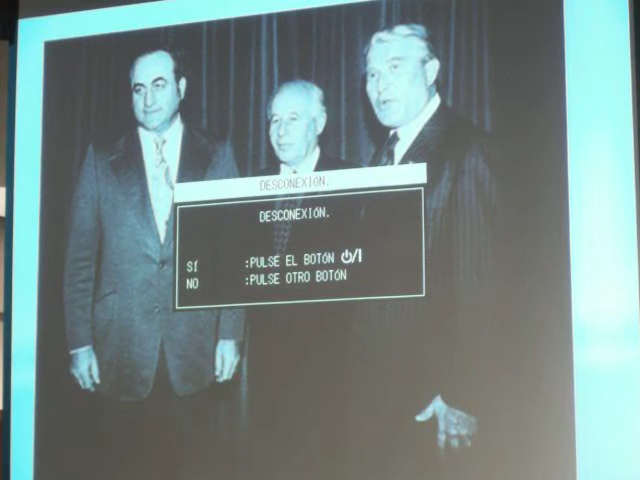 DESCONEXIÓN.
DESCONEXIÓN.
SÍ :PULSE EL BOTÓN ⏻/I
NO :PULSE OTRO BOTÓN